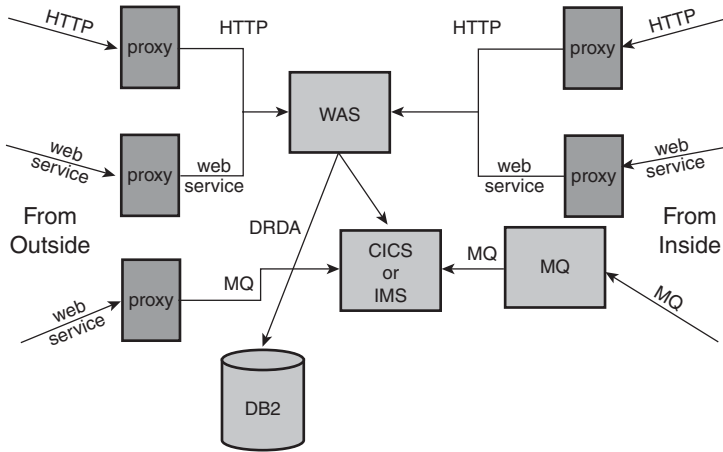 HTTP
proxy
HTTP
HTTP
proxy
HTTP
WAS
web
service
proxy
web
service
web
service
proxy
web
service
From
Outside
DRDA
From
Inside
CICS
or
IMS
MQ
MQ
proxy
MQ
web
service
MQ
DB2